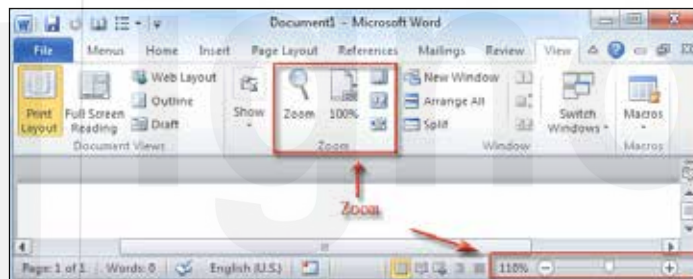 Document1 - Microsoft Word
File Menus Home Insert Page Layout References Mailings Review View
Print Layout
Full Screen Reading
Web Layout
Outline
Draft
Document Views
Show
Zoom
100%
Zoom
New Window
Arrange All
Split
Window
Switch Windows
Macros
Macros
Zoom
Page: 1 of 1 Words: 0 English (U.S.) 110%